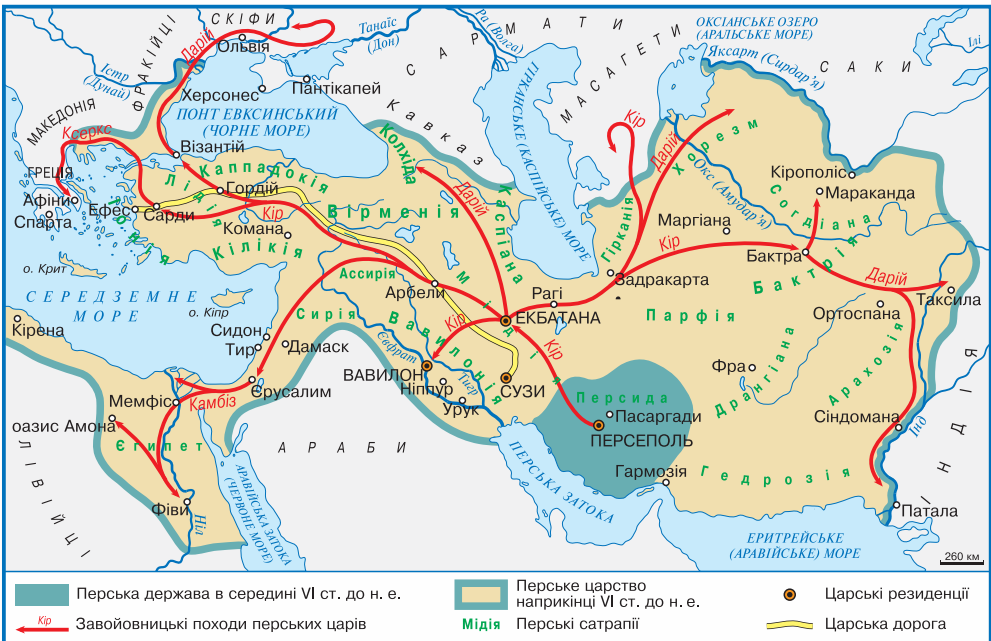 СКІФИ
Ольвія
Танаїс
(Дон)
Ра (Волга)
САРМАТИ
МАСАГЕТИ
ОКСІАНСЬКЕ ОЗЕРО
(АРАЛЬСЬКЕ МОРЕ)
Яксарт (Сирдар'я)
Ілі
САКИ
Дарій
Істр
(Дунай)
ФРАКІЙЦІ
МАКЕДОНІЯ
Херсонес
Пантікапей
ПОНТ ЕВКСИНСЬКИЙ
(ЧОРНЕ МОРЕ)
Кавказ
ГІРКАНСЬКЕ (КАСПІЙСЬКЕ) МОРЕ
Кір
Дарій
Хорезм
Окс (Амудар'я)
Кірополіс
Мараканда
Согдіана
Ксеркс
Візантій
Колхіда
ГРЕЦІЯ
Афіни
Спарта
Ефес
Сарди
Іонія
Лідія
Каппадокія
Гордій
Кір
Вірменія
Дарій
Каспіана
Гірканія
Маргіана
Кір
Бактра
Бактрія
Дарій
Таксила
Комана
Кілікія
Ассирія
Арбели
Мідія
Рагі
ЕКБАТАНА
Задракарта
Парфія
Ортоспана
о. Крит
СЕРЕДЗЕМНЕ
МОРЕ
о. Кіпр
Кірена
Сидон
Тир
Сирія
Дамаск
Євфрат
Вавилонія
Кір
Кір
Тигр
ВАВИЛОН
Ніппур
Урук
СУЗИ
Персида
Пасаргади
ПЕРСЕПОЛЬ
Фра
Дрангіана
Арахозія
Сіндомана
Інд
ІНДІЯ
Єрусалим
Мемфіс
Камбіз
оазис Амона
Єгипет
АРАБИ
ЛІВІЙЦІ
Фіви
Ніл
АРАВІЙСЬКА ЗАТОКА
(ЧЕРВОНЕ МОРЕ)
ПЕРСЬКА ЗАТОКА
Гармозія
Гедрозія
Патала
ЕРИТРЕЙСЬКЕ
(АРАВІЙСЬКЕ) МОРЕ
260 км
Перська держава в середині VI ст. до н. е.
Перське царство
наприкінці VI ст. до н. е.
Царські резиденції
Кір
Завойовницькі походи перських царів
Мідія
Перські сатрапії
Царська дорога